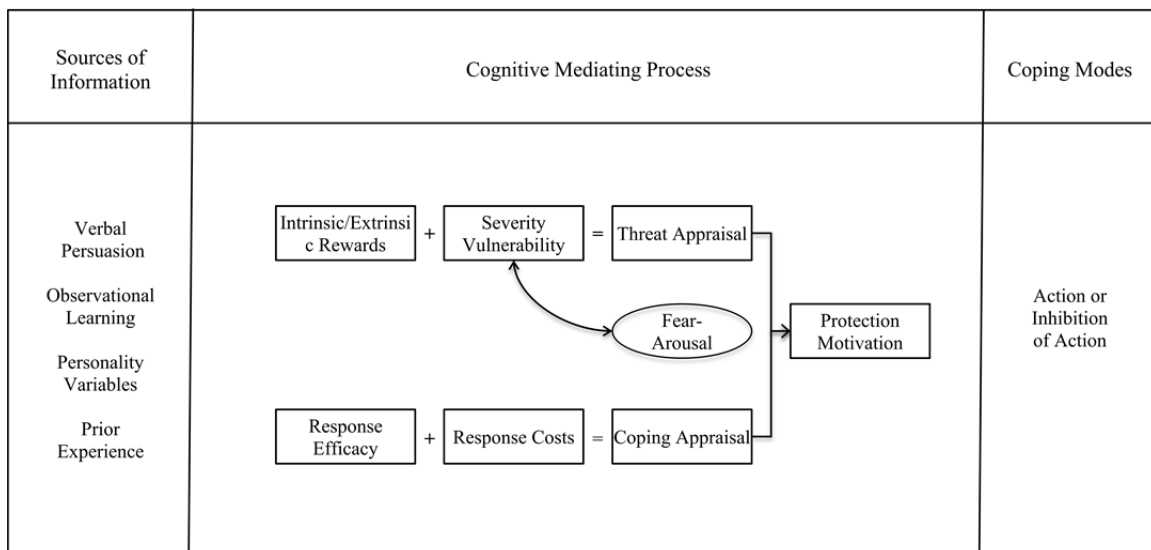 Sources of
Information
Cognitive Mediating Process
Coping Modes
Verbal
Persuasion
Observational
Learning
Personality
Variables
Prior
Experience
Intrinsic/Extrinsi
c Rewards
+
Severity
Vulnerability
=
Threat Appraisal
Fear-
Arousal
Protection
Motivation
Response
Efficacy
+
Response Costs
=
Coping Appraisal
Action or
Inhibition
of Action